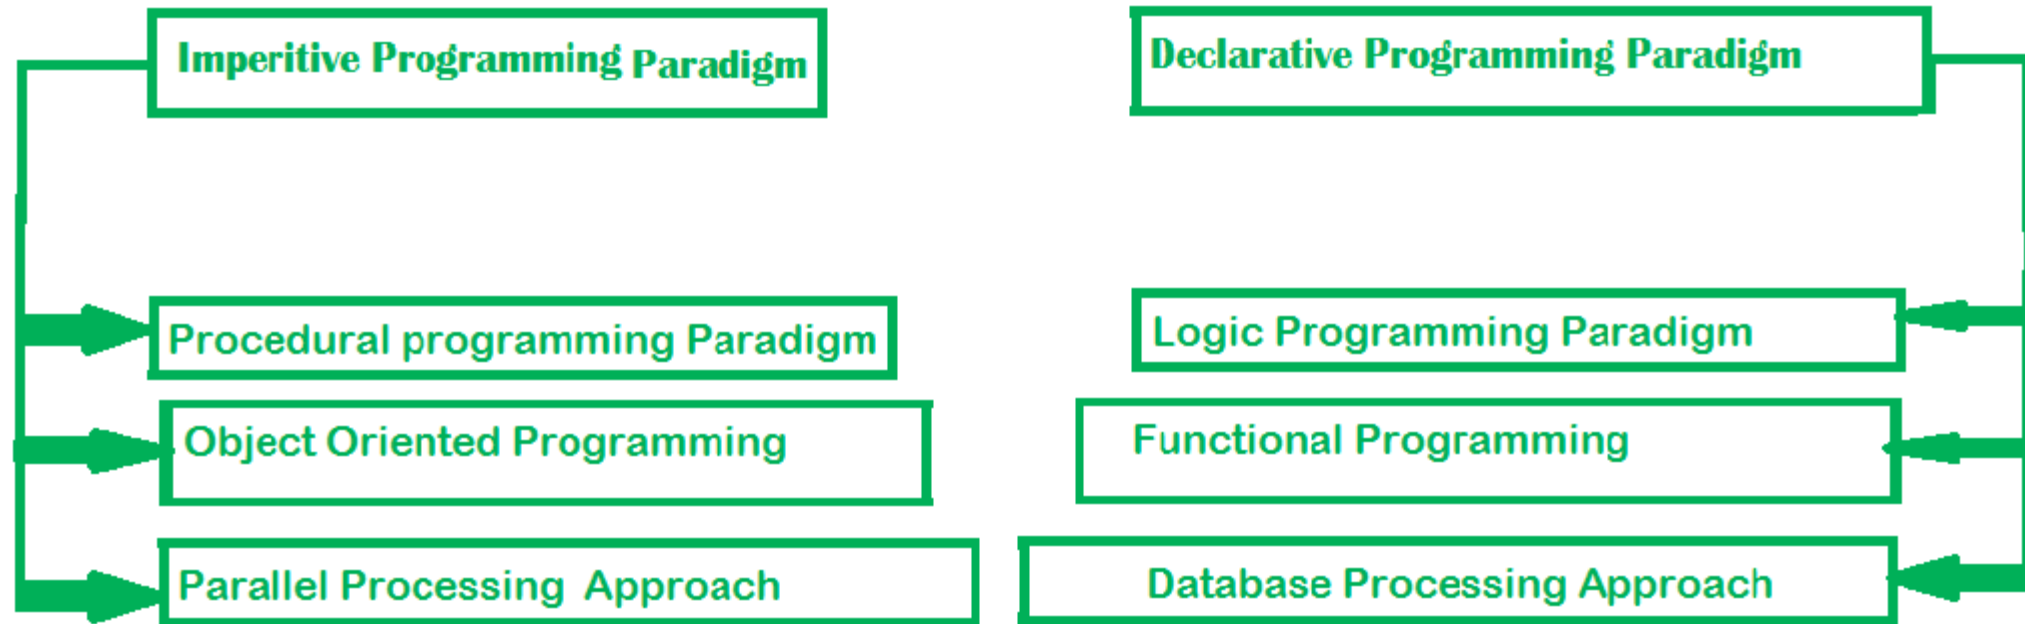 Imperitive Programming Paradigm
Declarative Programming Paradigm
Procedural programming Paradigm
Logic Programming Paradigm
Object Oriented Programming
Functional Programming
Parallel Processing Approach
Database Processing Approach